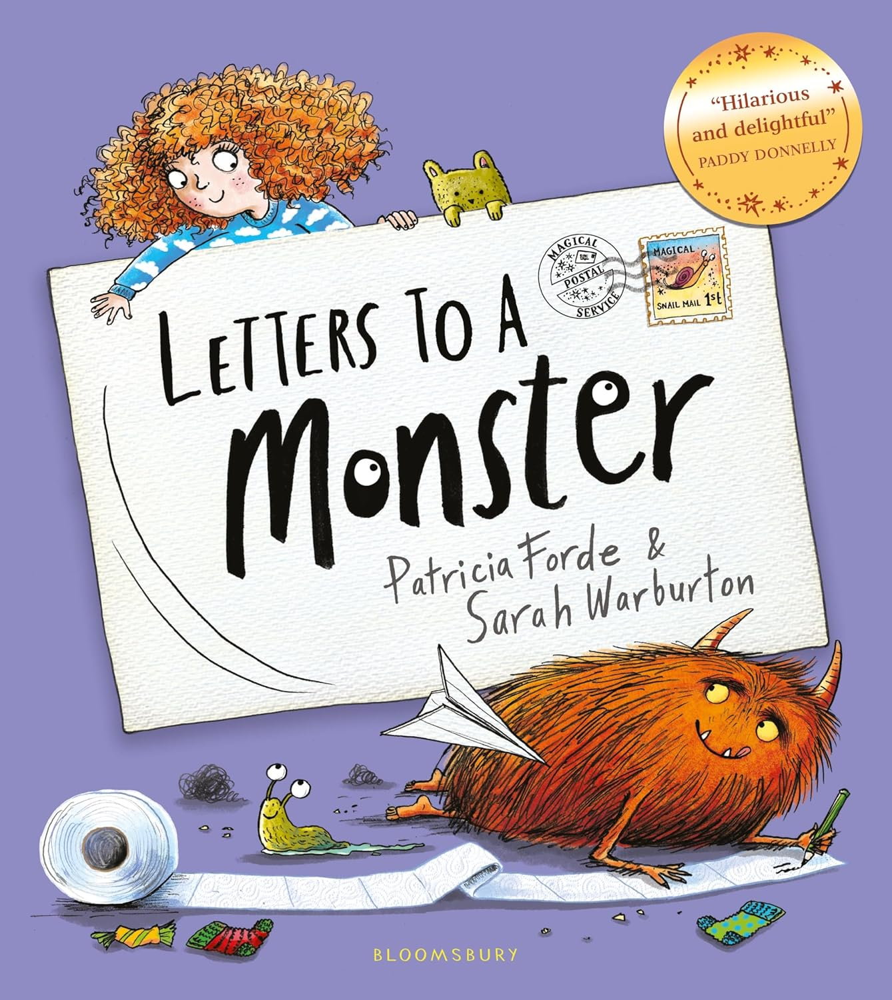 “Hilarious
and delightful”
PADDY DONNELLY
MAGICAL
POSTAL
SERVICE
MAGICAL
SNAIL MAIL 1st
LETTERS TO A
Monster
Patricia Forde &
Sarah Warburton
BLOOMSBURY